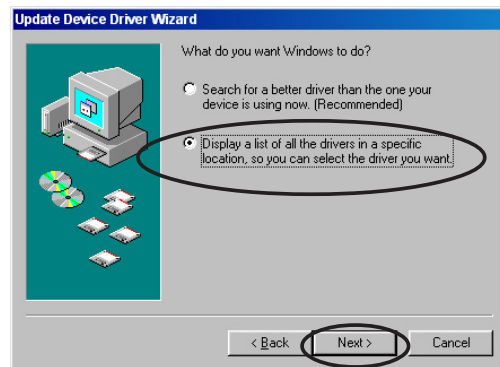 Update Device Driver Wizard
What do you want Windows to do?
Search for a better driver than the one your
device is using now. (Recommended)
Display a list of all the drivers in a specific
location, so you can select the driver you want.
< Back
Next >
Cancel